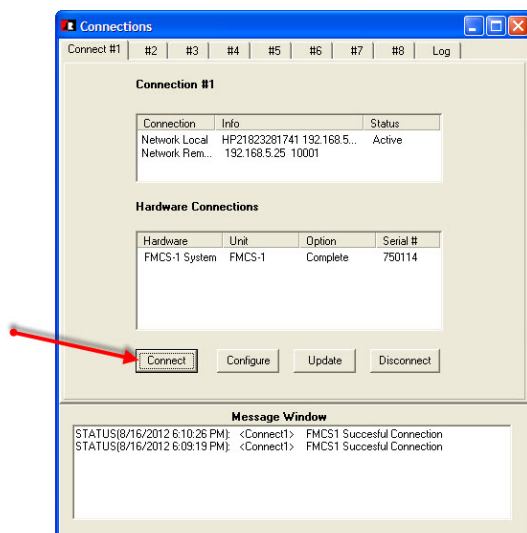 Connections
Connect #1 #2 #3 #4 #5 #6 #7 #8 Log
Connection #1
Connection Info Status
Network Local HP21823281741 192.168.5... Active
Network Rem... 192.168.5.25 10001
Hardware Connections
Hardware Unit Option Serial #
FMCS-1 System FMCS-1 Complete 750114
Connect Configure Update Disconnect
Message Window
STATUS(8/16/2012 6:10:26 PM): <Connect1> FMCS1 Succesful Connection
STATUS(8/16/2012 6:09:19 PM): <Connect1> FMCS1 Succesful Connection